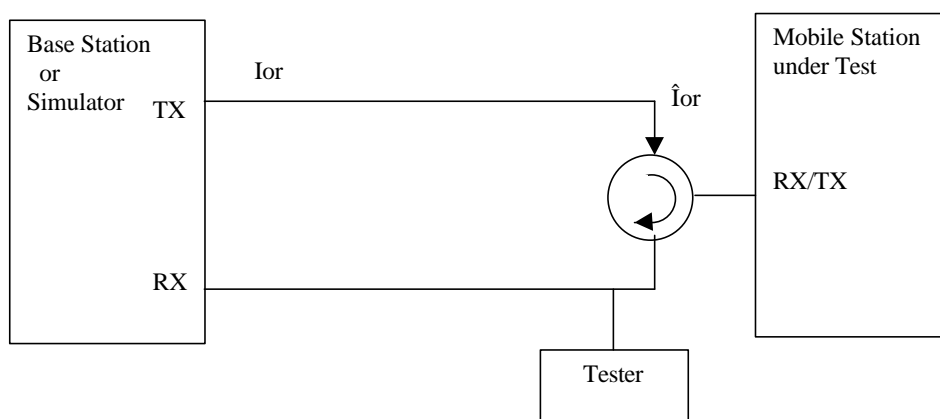 Base Station
or
Simulator
TX
RX
Ior
Îor
Mobile Station
under Test
RX/TX
Tester